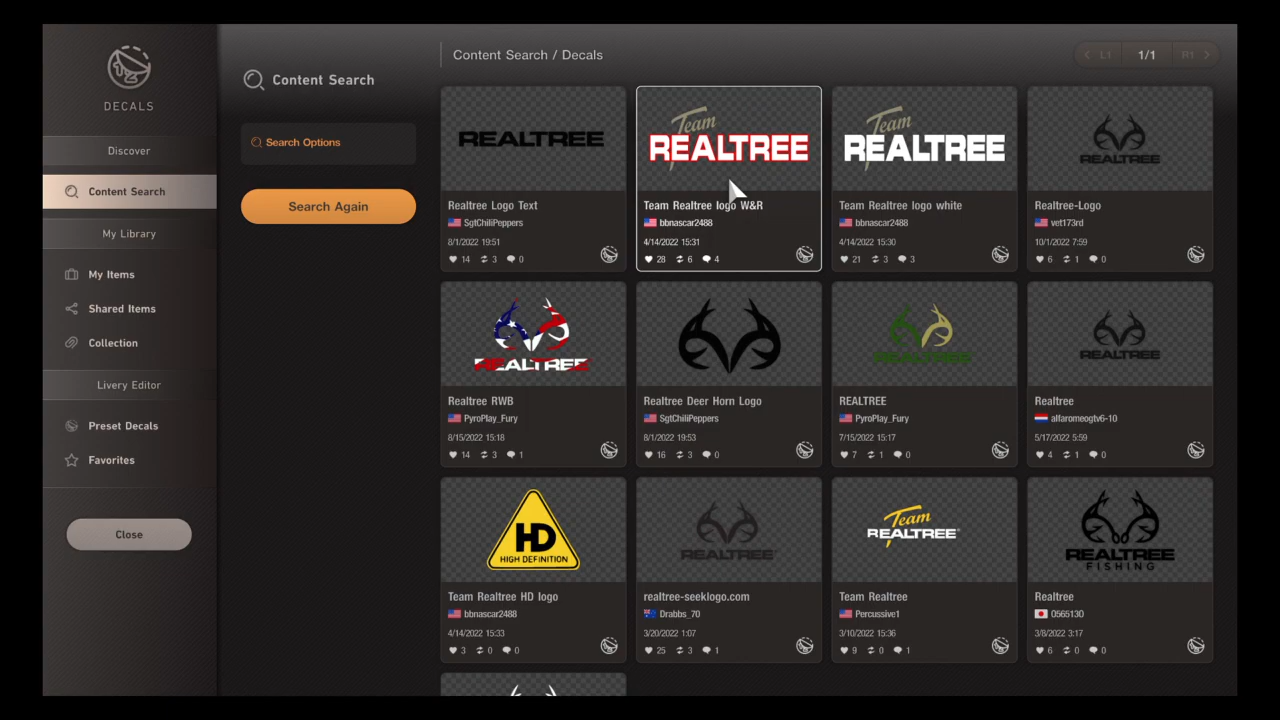 DECALS
Discover
Content Search
My Library
My Items
Shared Items
Collection
Livery Editor
Preset Decals
Favorites
Close
Content Search
Search Options
Search Again
Content Search / Decals
L1 1/1 R1
REALTREE
Realtree Logo Text
SgtChiliPeppers
8/1/2022 19:51
14 3 0
Team
REALTREE
Team Realtree logo W&R
bbnascar2488
4/14/2022 15:31
28 6 4
Team
REALTREE
Team Realtree logo white
bbnascar2488
4/14/2022 15:30
21 3 3
REALTREE
Realtree-Logo
vet173rd
10/1/2022 7:59
6 1 0
REALTREE
Realtree RWB
PyroPlay_Fury
8/15/2022 15:18
14 3 1
Realtree Deer Horn Logo
SgtChiliPeppers
8/1/2022 19:53
16 3 0
REALTREE
REALTREE
PyroPlay_Fury
7/15/2022 15:17
7 1 0
REALTREE
Realtree
alfaromeogtv6-10
5/17/2022 5:59
4 1 0
HD
HIGH DEFINITION
Team Realtree HD logo
bbnascar2488
4/14/2022 15:33
3 0 0
REALTREE
realtree-seeklogo.com
Drabbs_70
3/20/2022 1:07
25 3 1
Team
REALTREE
Team Realtree
Percussive1
3/10/2022 15:36
9 0 1
REALTREE
FISHING
Realtree
0565130
3/8/2022 3:17
6 0 0